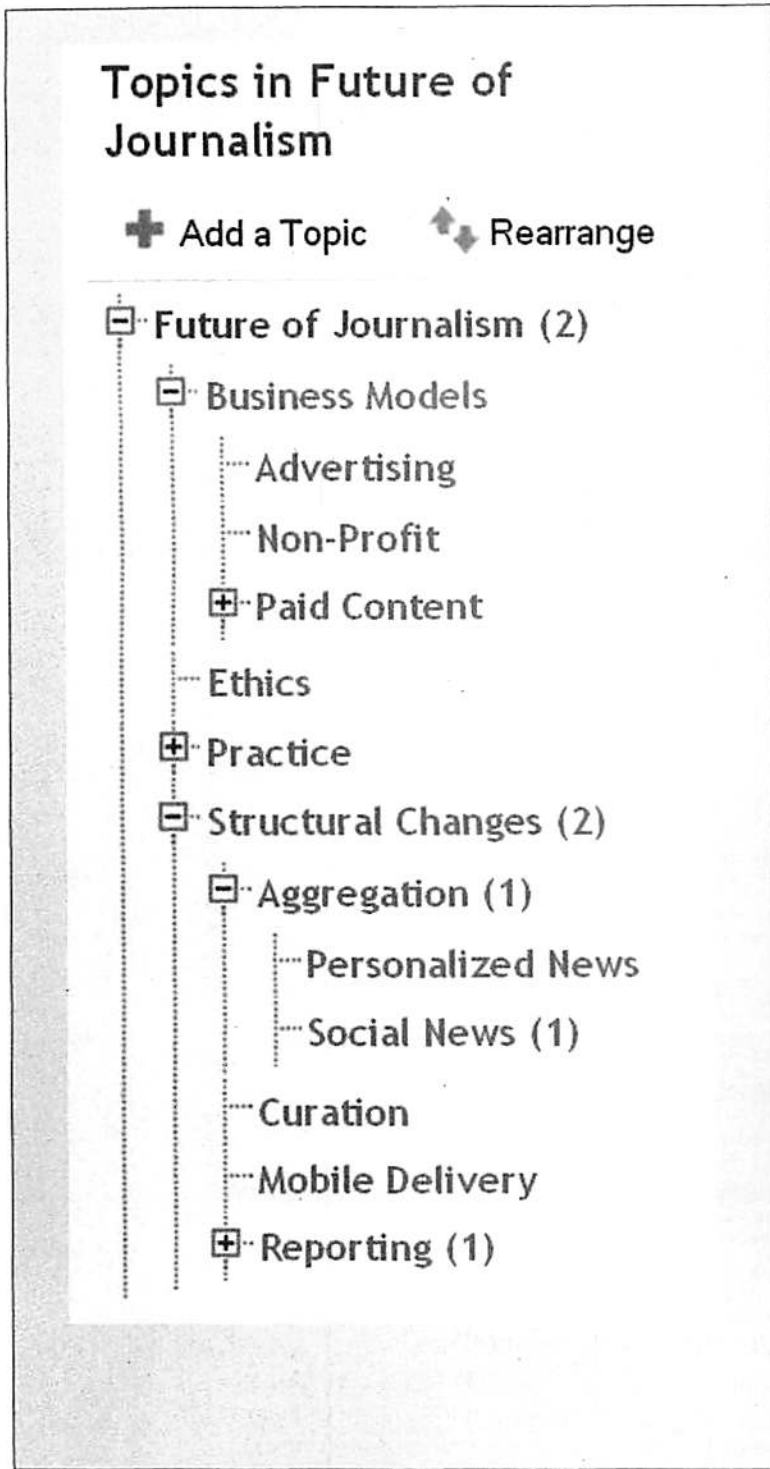 Topics in Future of
Journalism
Add a Topic Rearrange
Future of Journalism (2)
Business Models
Advertising
Non-Profit
Paid Content
Ethics
Practice
Structural Changes (2)
Aggregation (1)
Personalized News
Social News (1)
Curation
Mobile Delivery
Reporting (1)